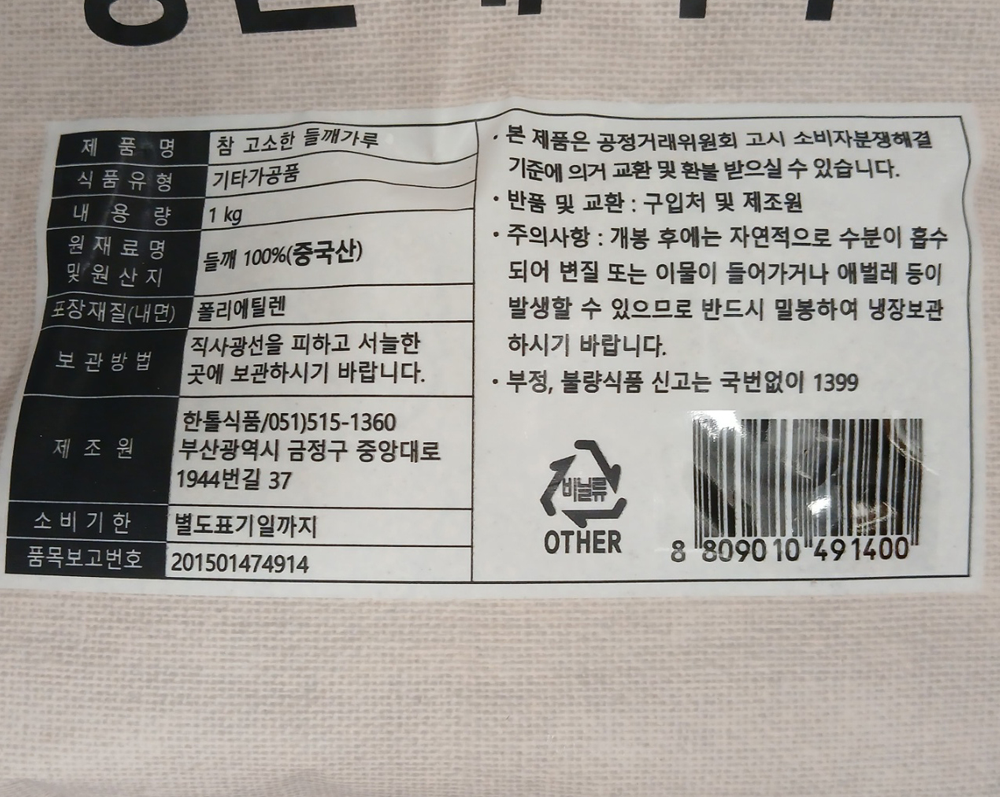 제 품 명 참 고소한 들깨가루
식품유형 기타가공품
내 용 량 1 kg
원재료명
및원산지 들깨 100%(중국산)
포장재질(내면) 폴리에틸렌
보관방법 직사광선을 피하고 서늘한
곳에 보관하시기 바랍니다.
제 조 원 한톨식품/051)515-1360
부산광역시 금정구 중앙대로
1944번길 37
소비기한 별도표기일까지
품목보고번호 201501474914
· 본 제품은 공정거래위원회 고시 소비자분쟁해결
기준에 의거 교환 및 환불 받으실 수 있습니다.
· 반품 및 교환 : 구입처 및 제조원
· 주의사항 : 개봉 후에는 자연적으로 수분이 흡수
되어 변질 또는 이물이 들어가거나 애벌레 등이
발생할 수 있으므로 반드시 밀봉하여 냉장보관
하시기 바랍니다.
· 부정, 불량식품 신고는 국번없이 1399
비닐류
OTHER
8 809010 491400